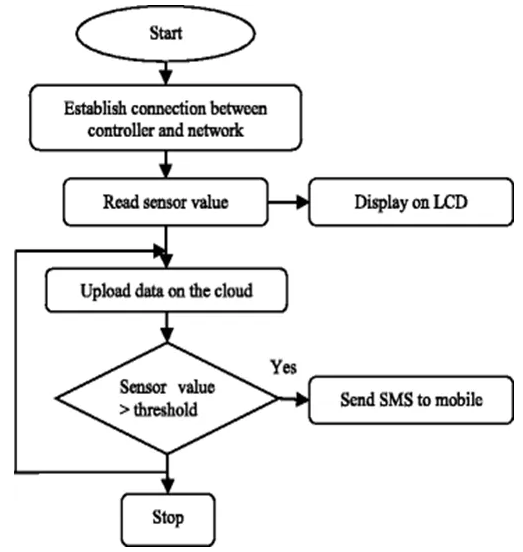 Start
Establish connection between
controller and network
Read sensor value
Display on LCD
Upload data on the cloud
Sensor value
> threshold
Yes
Send SMS to mobile
Stop